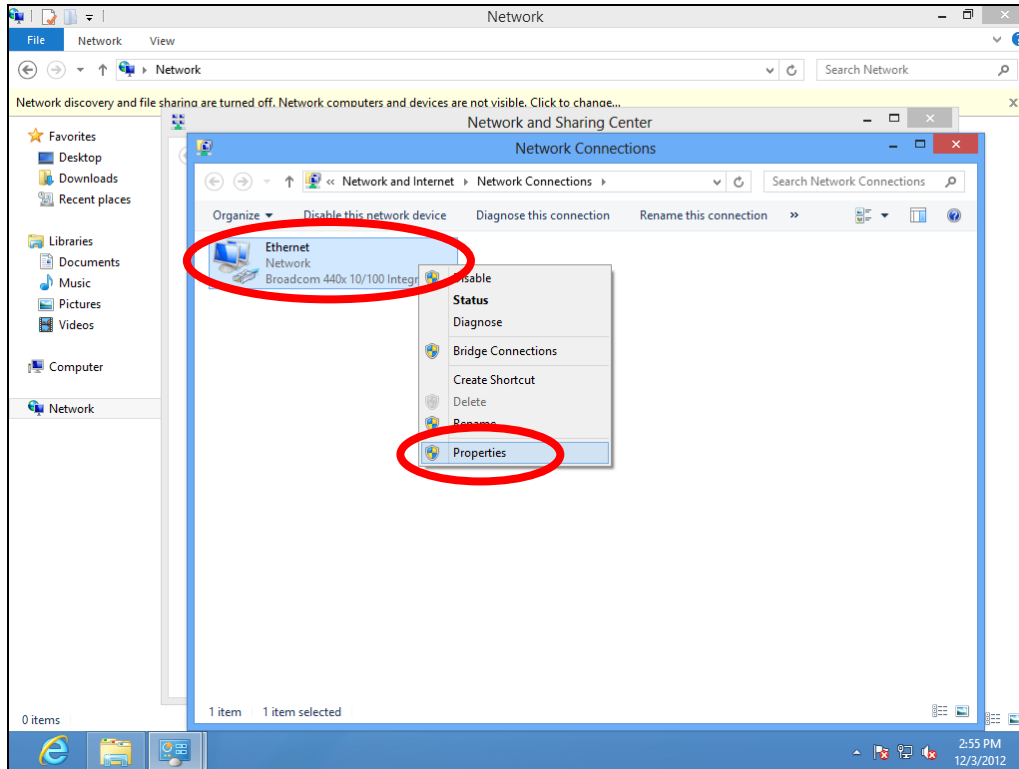 Network
File Network View
Network
Search Network
Network discovery and file sharing are turned off. Network computers and devices are not visible. Click to change...
Favorites
Desktop
Downloads
Recent places
Libraries
Documents
Music
Pictures
Videos
Computer
Network
0 items
Network and Sharing Center
Network Connections
« Network and Internet Network Connections
Search Network Connections
Organize Disable this network device Diagnose this connection Rename this connection »
Ethernet
Network
Broadcom 440x 10/100 Integr
Disable
Status
Diagnose
Bridge Connections
Create Shortcut
Delete
Rename
Properties
1 item 1 item selected
2:55 PM
12/3/2012